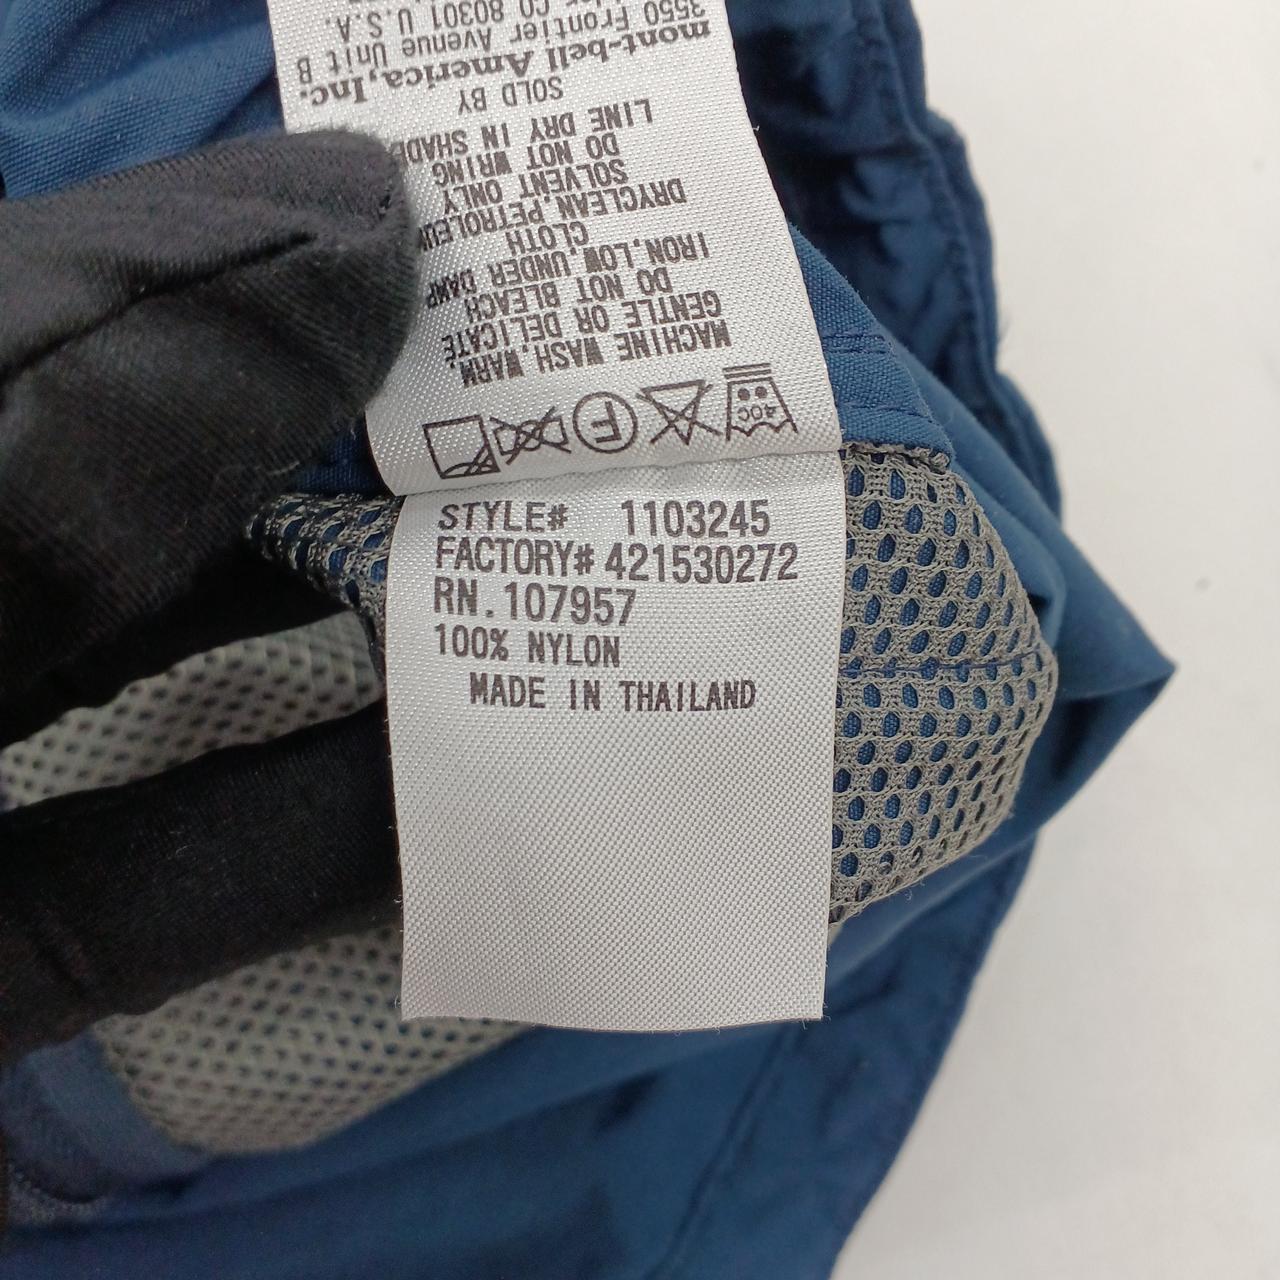 STYLE# 1103245
FACTORY# 421530272
RN. 107957
100% NYLON
MADE IN THAILAND
40C
F
MACHINE WASH, WARM,
GENTLE OR DELICATE
DO NOT BLEACH
IRON, LOW, UNDER DAMP
CLOTH
DRYCLEAN, PETROLEUM
SOLVENT ONLY
DO NOT WRING
LINE DRY IN SHADE
SOLD BY
mont-bell America, Inc.
3550 Frontier Avenue Unit B
CO 80301 U.S.A.